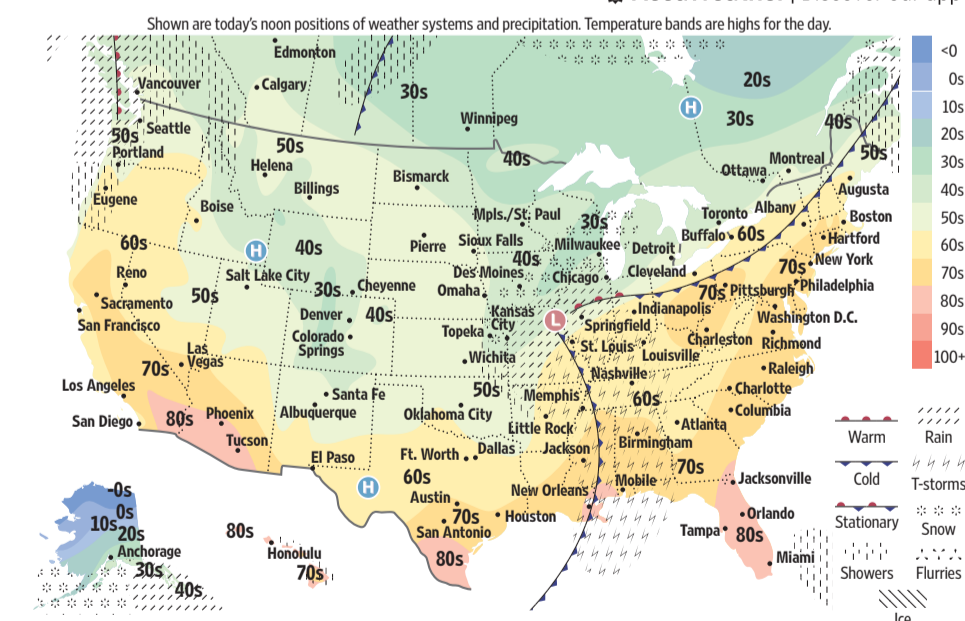 Shown are today's noon positions of weather systems and precipitation. Temperature bands are highs for the day.
Edmonton
Vancouver
Calgary
30s
20s
H
30s
Winnipeg
40s
50s
Seattle
Portland
50s
Helena
40s
50s
Montreal
Ottawa
Eugene
Billings
Bismarck
Augusta
Boise
Mpls./St. Paul
30s
Toronto
Albany
Boston
60s
H
40s
Pierre
Sioux Falls
Milwaukee
Detroit
Buffalo
60s
Hartford
40s
New York
Reno
Salt Lake City
Des Moines
Chicago
Cleveland
70s
Sacramento
50s
30s
Cheyenne
Omaha
70s
Pittsburgh
Philadelphia
San Francisco
Denver
40s
Kansas
City
L
Indianapolis
Washington D.C.
Colorado
Springs
Topeka
Springfield
St. Louis
Louisville
Charleston
Richmond
Las
Vegas
Wichita
70s
Nashville
Raleigh
Los Angeles
Santa Fe
50s
Memphis
60s
Charlotte
San Diego
80s
Phoenix
Albuquerque
Oklahoma City
Little Rock
Columbia
Tucson
Atlanta
Birmingham
El Paso
Ft. Worth
Dallas
Jackson
70s
H
60s
New Orleans
Mobile
Jacksonville
Austin
70s
Houston
San Antonio
Orlando
Tampa
80s
80s
Miami
-0s
0s
10s
20s
Anchorage
30s
40s
80s
Honolulu
70s
<0
0s
10s
20s
30s
40s
50s
60s
70s
80s
90s
100+
Warm
Rain
Cold
T-storms
Stationary
Snow
Showers
Flurries